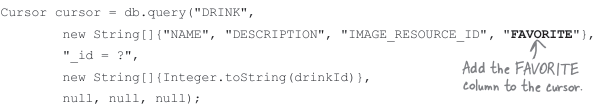 Cursor cursor = db.query("DRINK",
new String[]{"NAME", "DESCRIPTION", "IMAGE_RESOURCE_ID", "FAVORITE"},
"_id = ?",
new String[]{Integer.toString(drinkId)},
null, null, null);
Add the FAVORITE
column to the cursor.